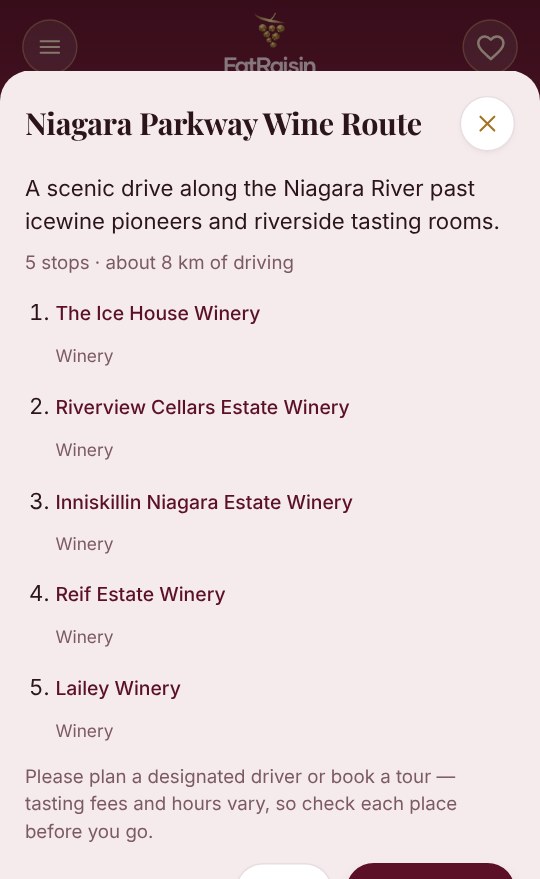 EatRaisin
Niagara Parkway Wine Route
A scenic drive along the Niagara River past
icewine pioneers and riverside tasting rooms.
5 stops · about 8 km of driving
1. The Ice House Winery
Winery
2. Riverview Cellars Estate Winery
Winery
3. Inniskillin Niagara Estate Winery
Winery
4. Reif Estate Winery
Winery
5. Lailey Winery
Winery
Please plan a designated driver or book a tour —
tasting fees and hours vary, so check each place
before you go.